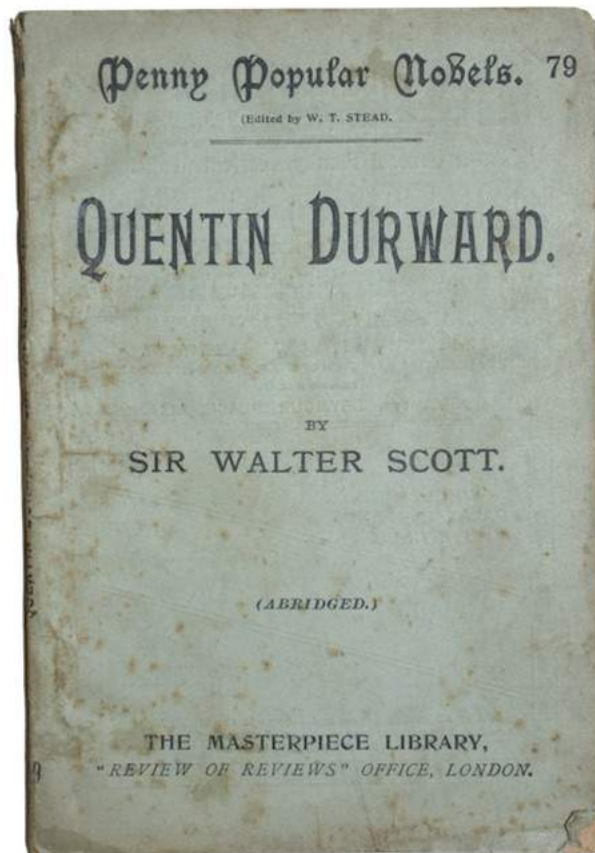 Penny Popular Novels. 79
(Edited by W. T. STEAD.
QUENTIN DURWARD.
BY
SIR WALTER SCOTT.
(ABRIDGED.)
THE MASTERPIECE LIBRARY,
"REVIEW OF REVIEWS" OFFICE, LONDON.